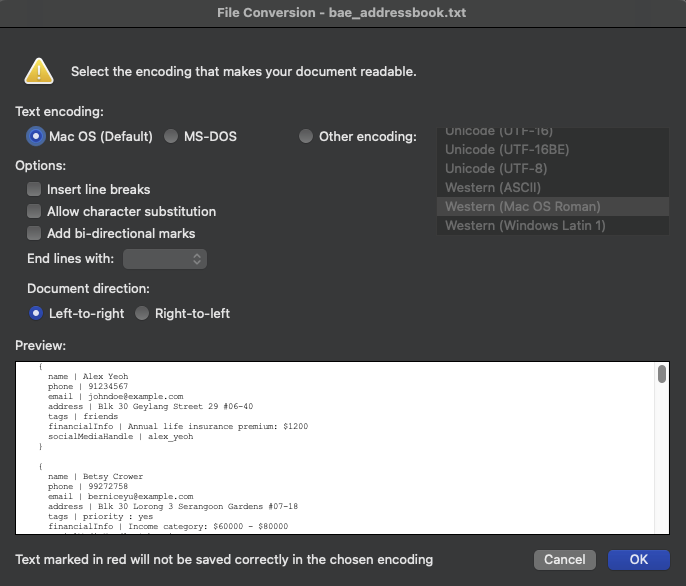 File Conversion - bae_addressbook.txt
Select the encoding that makes your document readable.
Text encoding:
Mac OS (Default) MS-DOS Other encoding:
Unicode (UTF-16)
Unicode (UTF-16BE)
Unicode (UTF-8)
Western (ASCII)
Western (Mac OS Roman)
Western (Windows Latin 1)
Options:
Insert line breaks
Allow character substitution
Add bi-directional marks
End lines with:
Document direction:
Left-to-right Right-to-left
Preview:
{
name | Alex Yeoh
phone | 91234567
email | johndoe@example.com
address | Blk 30 Geylang Street 29 #06-40
tags | friends
financialInfo | Annual life insurance premium: $1200
socialMediaHandle | alex_yeoh
}
{
name | Betsy Crower
phone | 99272758
email | berniceyu@example.com
address | Blk 30 Lorong 3 Serangoon Gardens #07-18
tags | priority : yes
financialInfo | Income category: $60000 - $80000
Text marked in red will not be saved correctly in the chosen encoding
Cancel OK